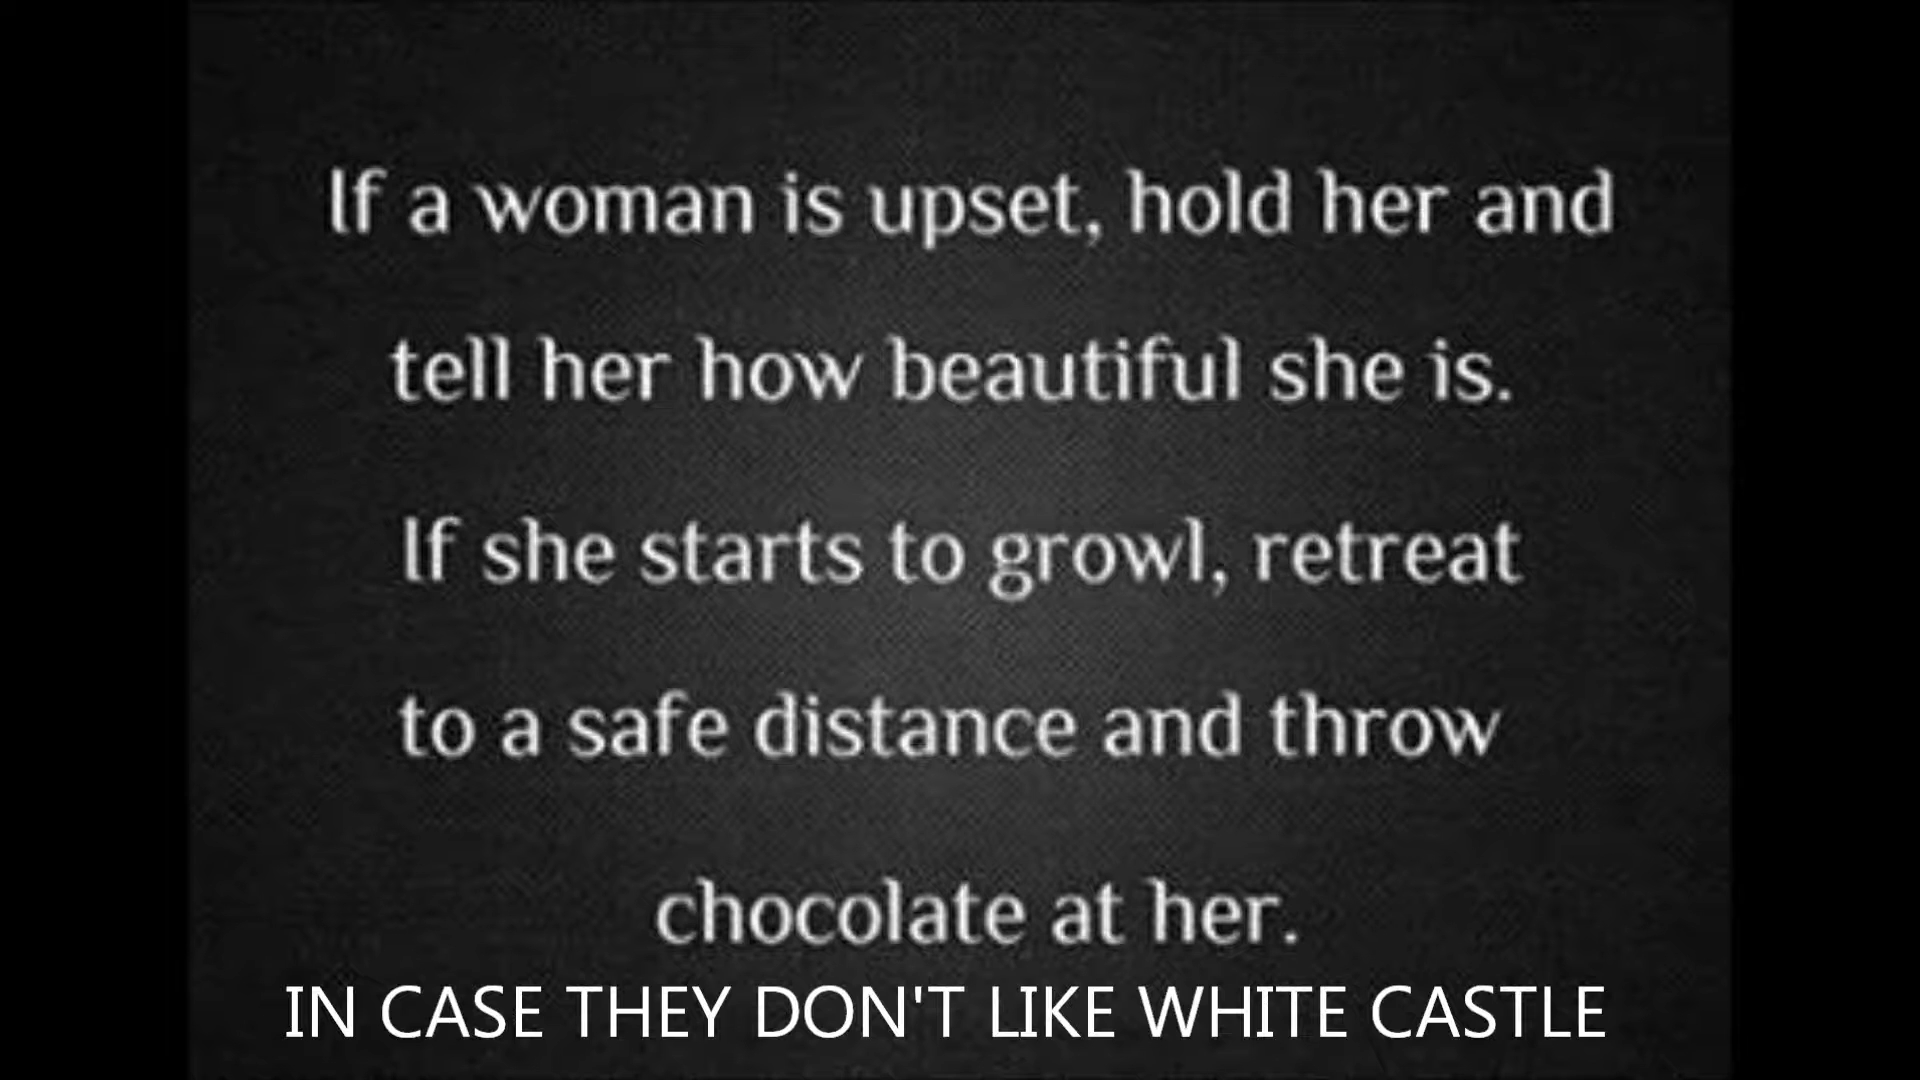 If a woman is upset, hold her and
tell her how beautiful she is.
If she starts to growl, retreat
to a safe distance and throw
chocolate at her.
IN CASE THEY DON'T LIKE WHITE CASTLE